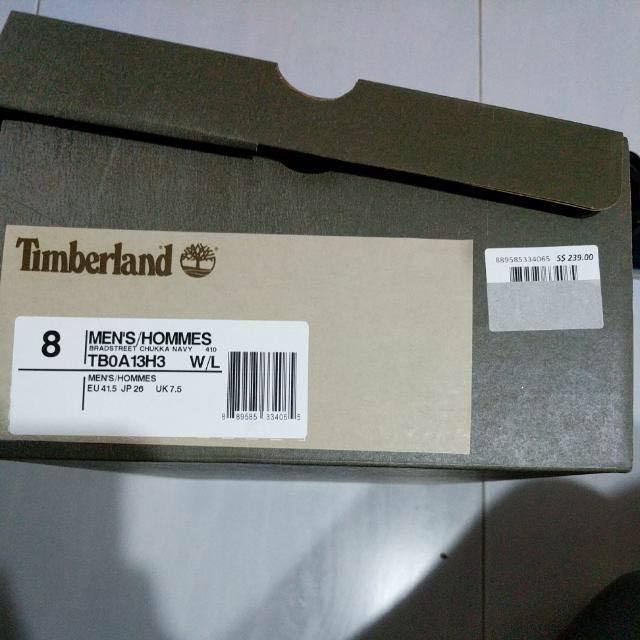 Timberland
889585334065 S$ 239.00
8
MEN'S/HOMMES
BRADSTREET CHUKKA NAVY 410
TB0A13H3 W/L
MEN'S/HOMMES
EU 41.5 JP 26 UK 7.5
8 89585 33406 5